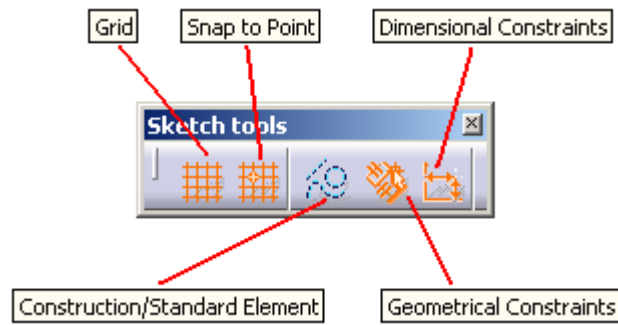 Grid
Snap to Point
Dimensional Constraints
Sketch tools
Construction/Standard Element
Geometrical Constraints